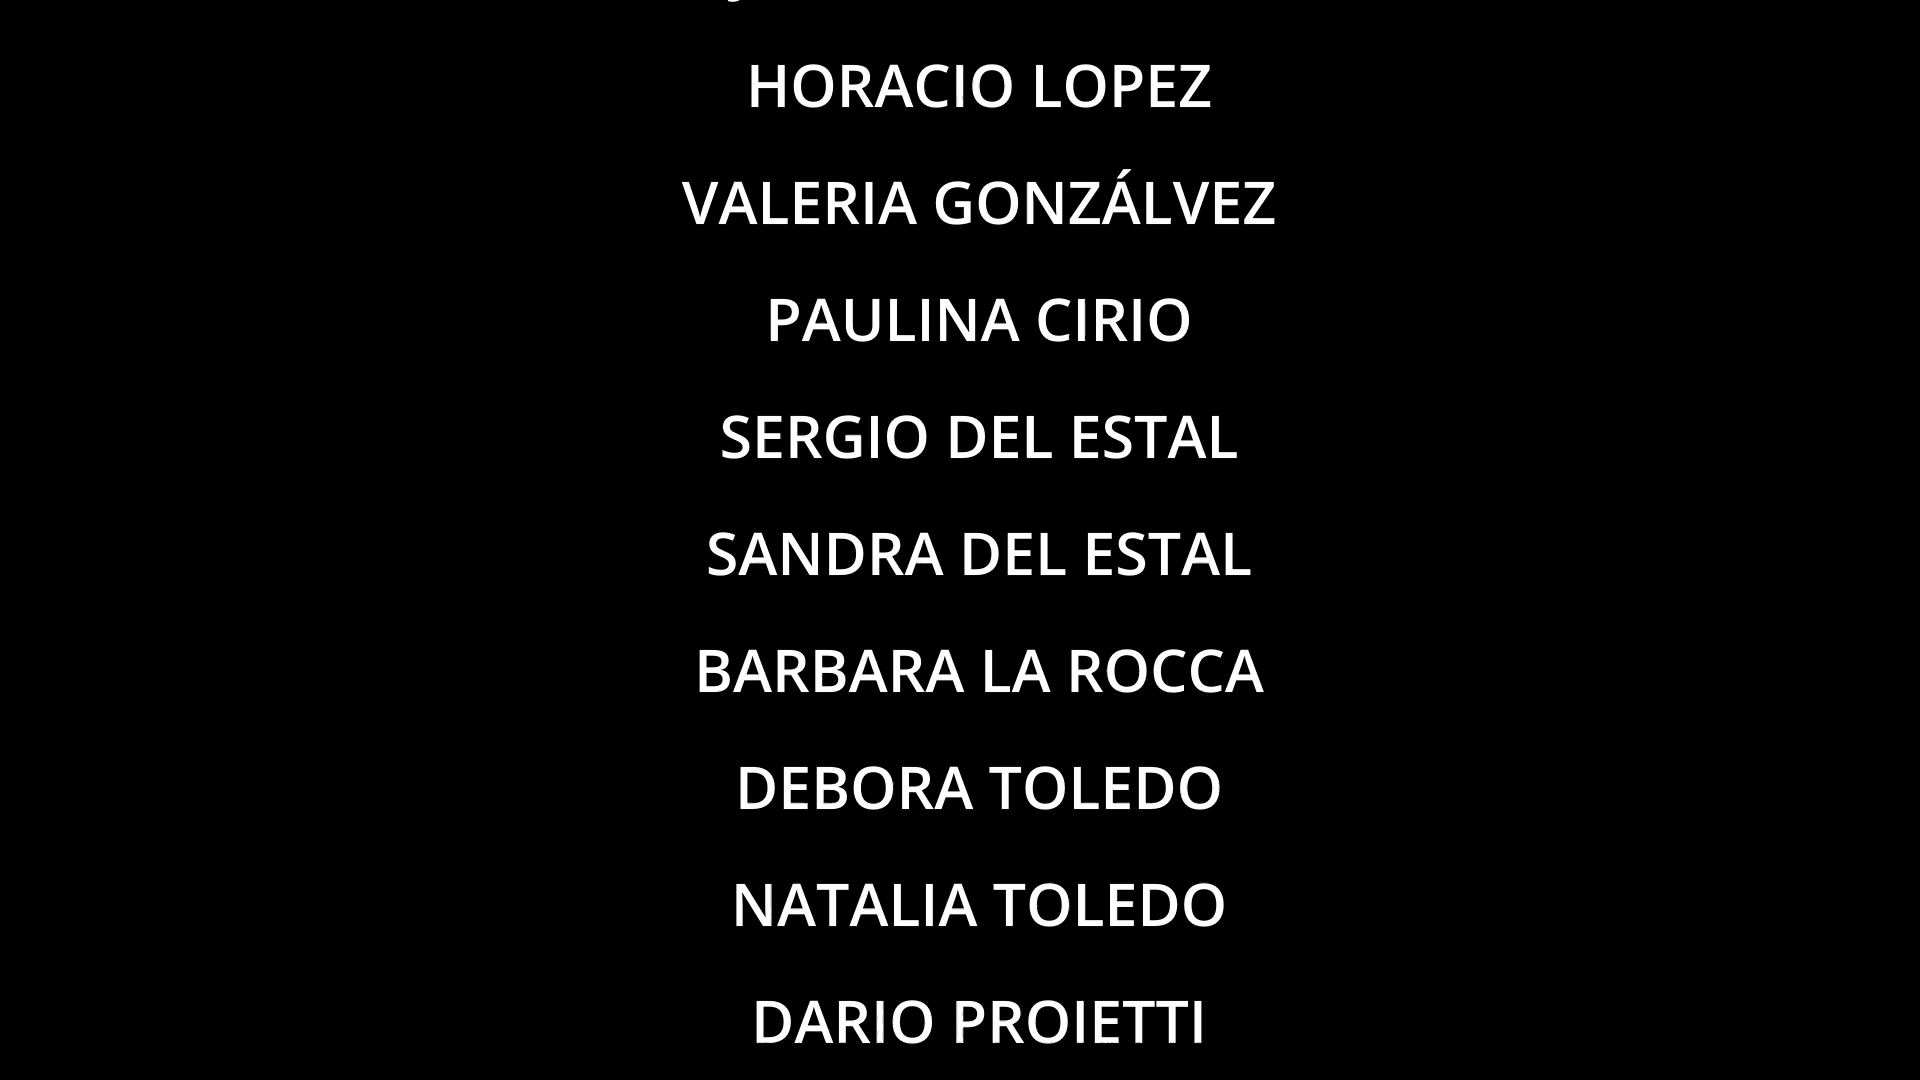 HORACIO LOPEZ
VALERIA GONZÁLVEZ
PAULINA CIRIO
SERGIO DEL ESTAL
SANDRA DEL ESTAL
BARBARA LA ROCCA
DEBORA TOLEDO
NATALIA TOLEDO
DARIO PROIETTI